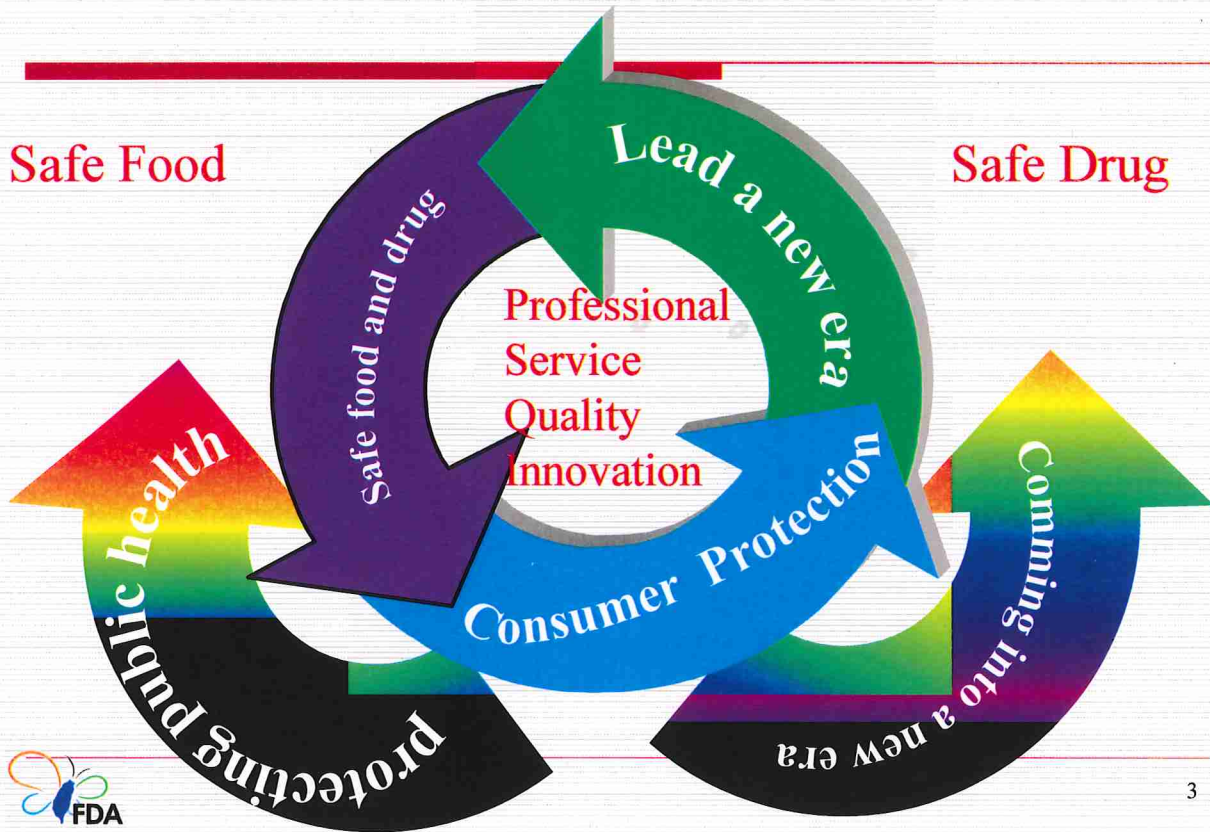 Safe Food
Safe Drug
Lead a new era
Safe food and drug
Professional
Service
Quality
Innovation
Consumer Protection
protecting public health
Comming into a new era
FDA
3